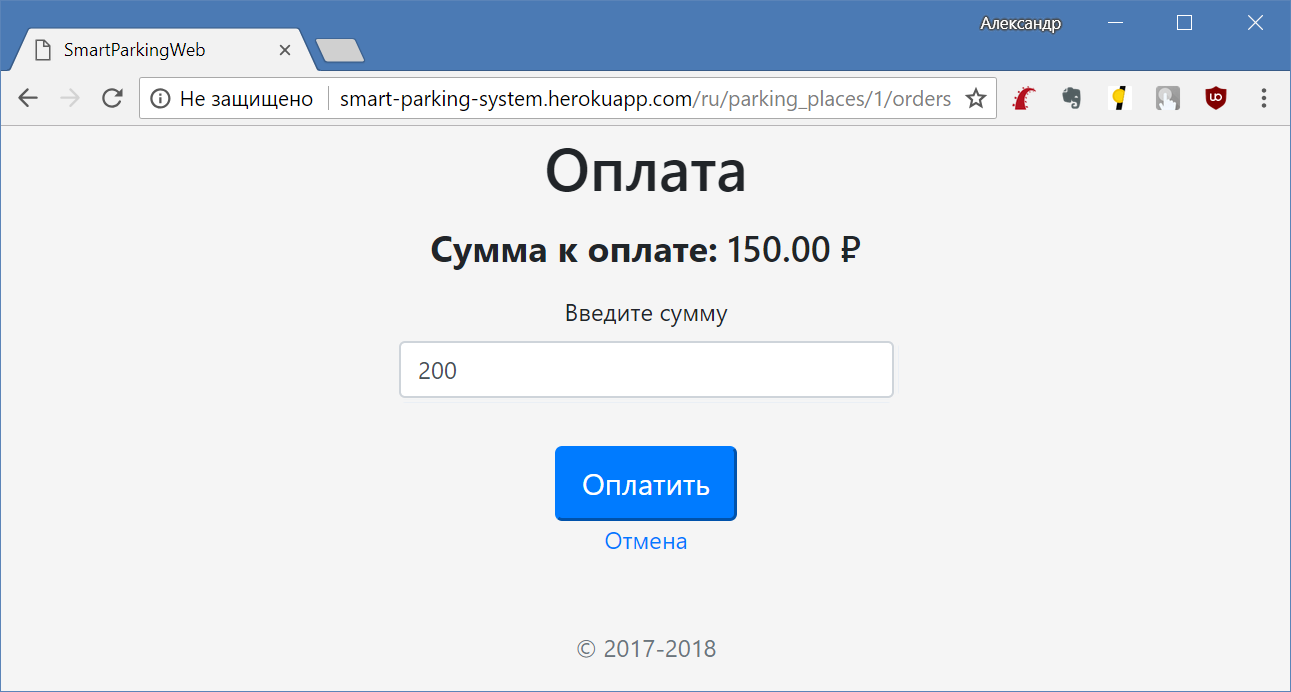 Александр
SmartParkingWeb
Не защищено smart-parking-system.herokuapp.com/ru/parking_places/1/orders
Оплата
Сумма к оплате: 150.00 ₽
Введите сумму
200
Оплатить
Отмена
© 2017-2018